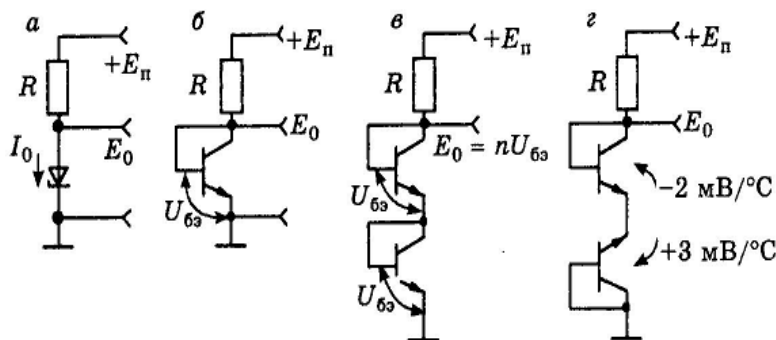 а
+Eп
R
I0
E0
б
+Eп
R
E0
Uбэ
в
+Eп
R
E0 = nUбэ
Uбэ
Uбэ
г
+Eп
R
E0
−2 мВ/°С
+3 мВ/°С